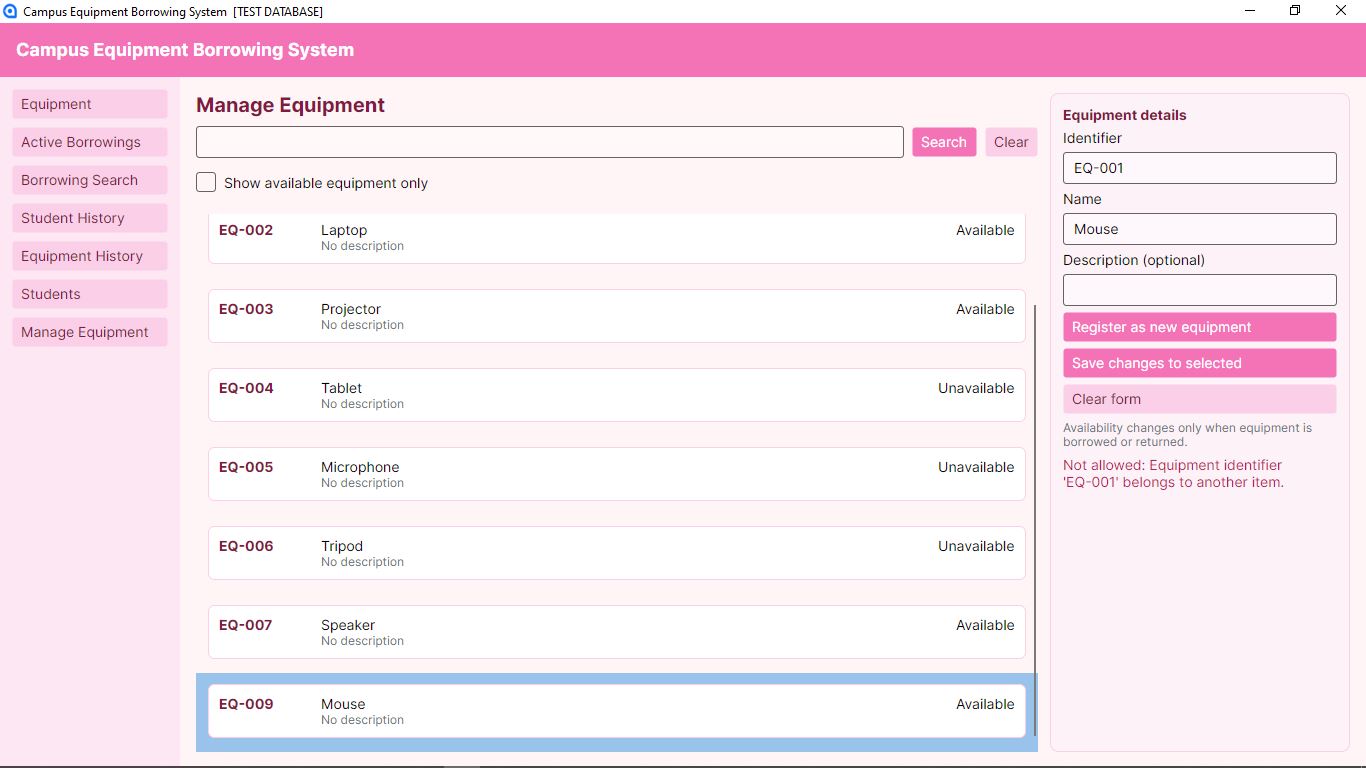 Campus Equipment Borrowing System [TEST DATABASE]
Campus Equipment Borrowing System
Equipment
Active Borrowings
Borrowing Search
Student History
Equipment History
Students
Manage Equipment
Manage Equipment
Search
Clear
Show available equipment only
EQ-002 Laptop Available
No description
EQ-003 Projector Available
No description
EQ-004 Tablet Unavailable
No description
EQ-005 Microphone Unavailable
No description
EQ-006 Tripod Unavailable
No description
EQ-007 Speaker Available
No description
EQ-009 Mouse Available
No description
Equipment details
Identifier
EQ-001
Name
Mouse
Description (optional)
Register as new equipment
Save changes to selected
Clear form
Availability changes only when equipment is
borrowed or returned.
Not allowed: Equipment identifier
'EQ-001' belongs to another item.